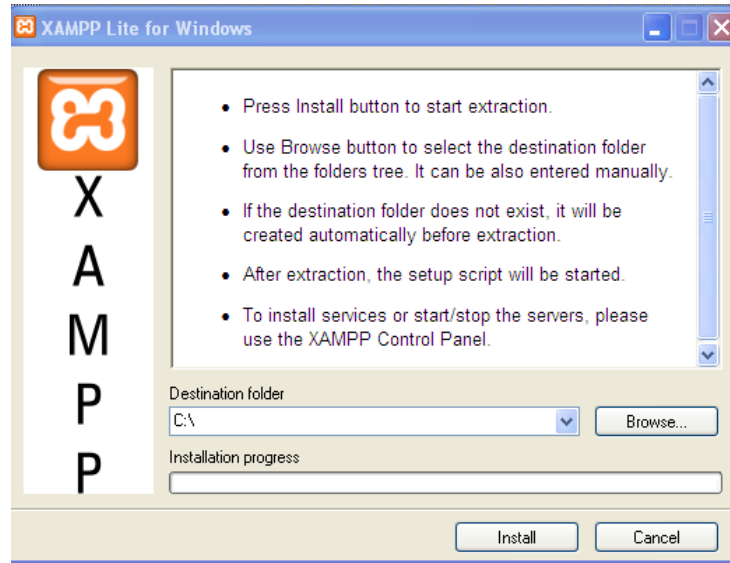 XAMPP Lite for Windows
X
A
M
P
P
• Press Install button to start extraction.
• Use Browse button to select the destination folder
from the folders tree. It can be also entered manually.
• If the destination folder does not exist, it will be
created automatically before extraction.
• After extraction, the setup script will be started.
• To install services or start/stop the servers, please
use the XAMPP Control Panel.
Destination folder
C:\
Browse...
Installation progress
Install
Cancel